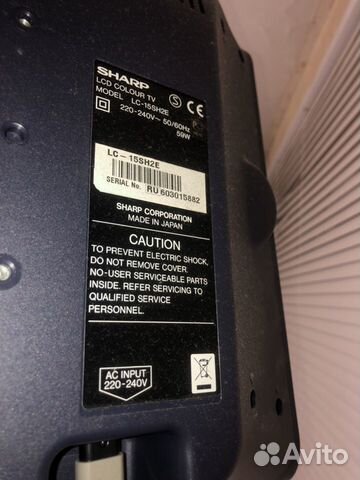 SHARP
LCD COLOUR TV
MODEL LC-15SH2E
220-240V~ 50/60Hz
59W
LC-15SH2E
SERIAL No. RU 603015882
SHARP CORPORATION
MADE IN JAPAN
CAUTION
TO PREVENT ELECTRIC SHOCK,
DO NOT REMOVE COVER.
NO-USER SERVICEABLE PARTS
INSIDE. REFER SERVICING TO
QUALIFIED SERVICE
PERSONNEL.
AC INPUT
220-240V
Avito